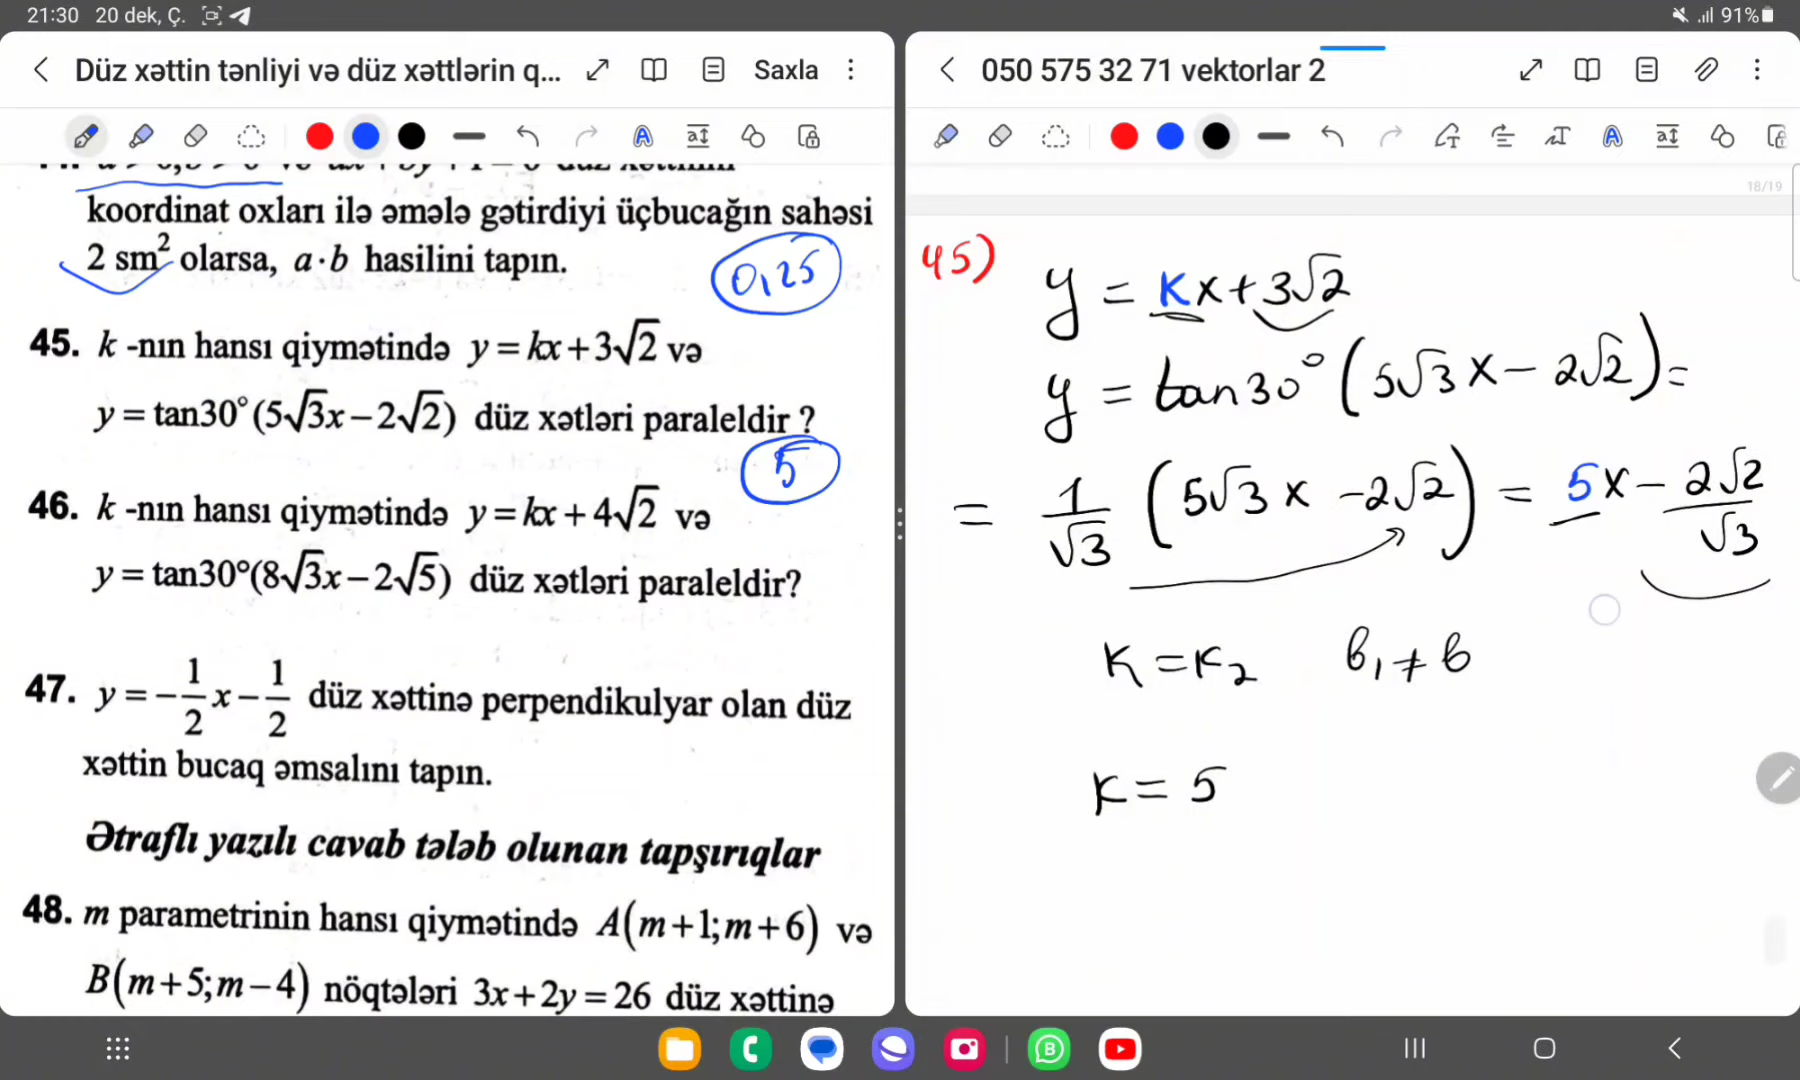 21:30 20 dek, Ç.
91%
Düz xəttin tənliyi və düz xəttlərin q...
Saxla
koordinat oxları ilə əmələ gətirdiyi üçbucağın sahəsi
2 sm² olarsa, a·b hasilini tapın.
0,25
45. k -nın hansı qiymətində y = kx + 3√2 və
y = tan30° (5√3x − 2√2) düz xətləri paraleldir ?
5
46. k -nın hansı qiymətində y = kx + 4√2 və
y = tan30°(8√3x − 2√5) düz xətləri paraleldir?
47. y = −1/2 x − 1/2 düz xəttinə perpendikulyar olan düz
xəttin bucaq əmsalını tapın.
Ətraflı yazılı cavab tələb olunan tapşırıqlar
48. m parametrinin hansı qiymətində A(m+1;m+6) və
B(m+5;m−4) nöqtələri 3x+2y = 26 düz xəttinə
050 575 32 71 vektorlar 2
18/19
45)
y = kx + 3√2
y = tan30° (5√3 x − 2√2) =
= 1/√3 (5√3 x − 2√2) = 5x − 2√2/√3
k = k₂ b₁ ≠ b
k = 5